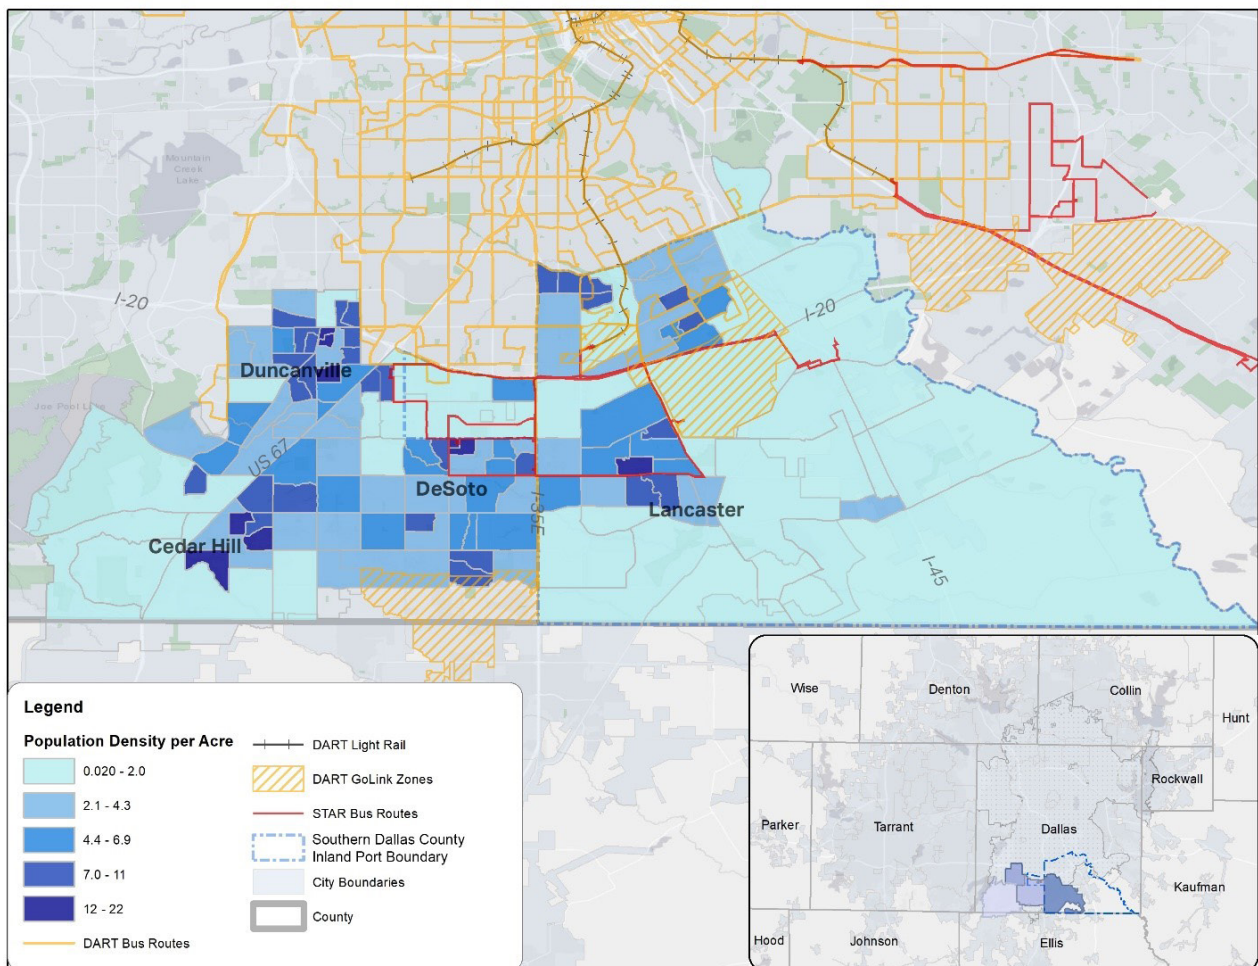 Mountain
Creek
Lake
I-20
I-20
Duncanville
Joe Pool Lake
US 67
DeSoto
I-35E
Lancaster
Cedar Hill
I-45
Legend
Population Density per Acre
0.020 - 2.0
2.1 - 4.3
4.4 - 6.9
7.0 - 11
12 - 22
DART Bus Routes
DART Light Rail
DART GoLink Zones
STAR Bus Routes
Southern Dallas County
Inland Port Boundary
City Boundaries
County
Wise
Denton
Collin
Hunt
Rockwall
Parker
Tarrant
Dallas
Kaufman
Hood
Johnson
Ellis